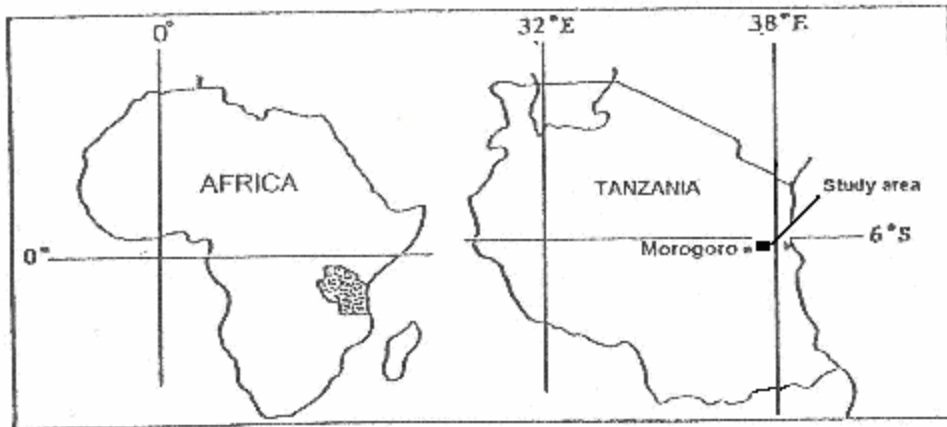 0°
32°E
38°E
AFRICA
TANZANIA
Study area
0°
Morogoro
6°S